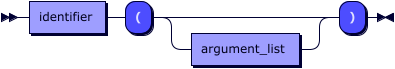 identifier ( )
argument_list